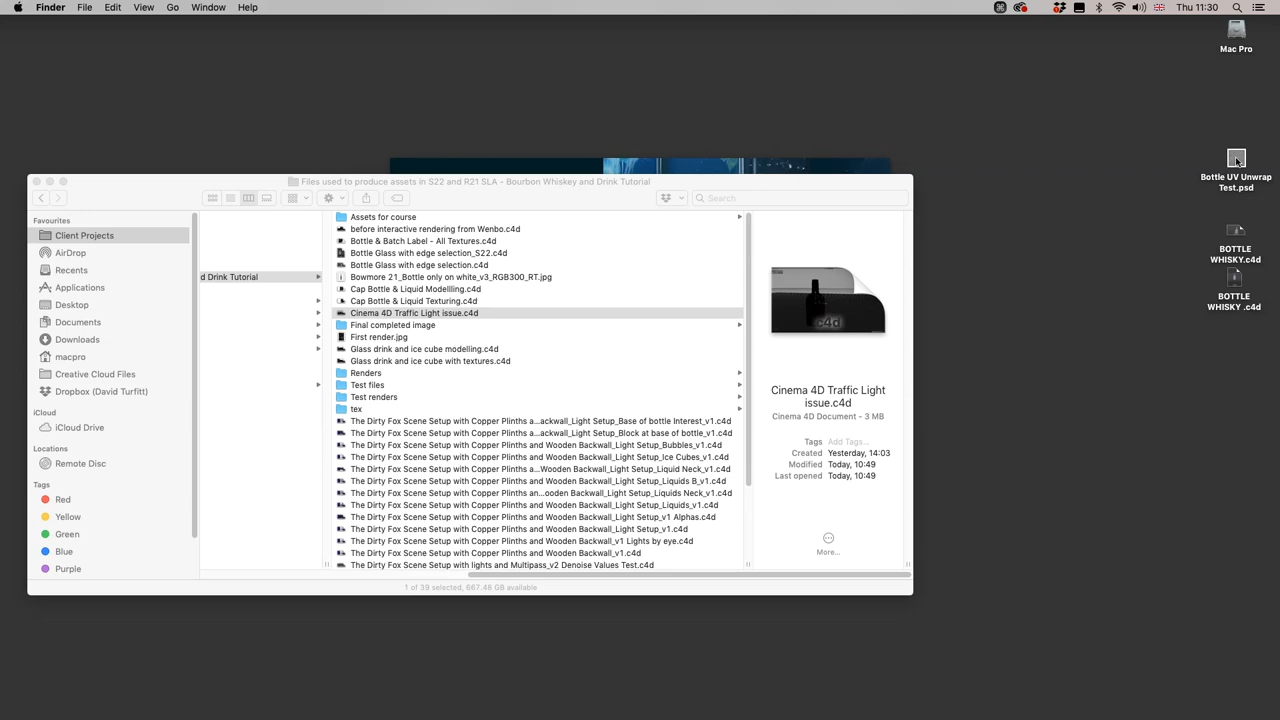 Finder File Edit View Go Window Help
Thu 11:30
Mac Pro
Bottle UV Unwrap
Test.psd
BOTTLE
WHISKY.c4d
BOTTLE
WHISKY .c4d
Files used to produce assets in S22 and R21 SLA - Bourbon Whiskey and Drink Tutorial
Search
Favourites
Client Projects
AirDrop
Recents
Applications
Desktop
Documents
Downloads
macpro
Creative Cloud Files
Dropbox (David Turfitt)
iCloud
iCloud Drive
Locations
Remote Disc
Tags
Red
Yellow
Green
Blue
Purple
d Drink Tutorial
Assets for course
before interactive rendering from Wenbo.c4d
Bottle & Batch Label - All Textures.c4d
Bottle Glass with edge selection_S22.c4d
Bottle Glass with edge selection.c4d
Bowmore 21_Bottle only on white_v3_RGB300_RT.jpg
Cap Bottle & Liquid Modellling.c4d
Cap Bottle & Liquid Texturing.c4d
Cinema 4D Traffic Light issue.c4d
Final completed image
First render.jpg
Glass drink and ice cube modelling.c4d
Glass drink and ice cube with textures.c4d
Renders
Test files
Test renders
tex
The Dirty Fox Scene Setup with Copper Plinths a...ackwall_Light Setup_Base of bottle Interest_v1.c4d
The Dirty Fox Scene Setup with Copper Plinths a...ackwall_Light Setup_Block at base of bottle_v1.c4d
The Dirty Fox Scene Setup with Copper Plinths and Wooden Backwall_Light Setup_Bubbles_v1.c4d
The Dirty Fox Scene Setup with Copper Plinths and Wooden Backwall_Light Setup_Ice Cubes_v1.c4d
The Dirty Fox Scene Setup with Copper Plinths a...Wooden Backwall_Light Setup_Liquid Neck_v1.c4d
The Dirty Fox Scene Setup with Copper Plinths and Wooden Backwall_Light Setup_Liquids B_v1.c4d
The Dirty Fox Scene Setup with Copper Plinths an...ooden Backwall_Light Setup_Liquids Neck_v1.c4d
The Dirty Fox Scene Setup with Copper Plinths and Wooden Backwall_Light Setup_Liquids_v1.c4d
The Dirty Fox Scene Setup with Copper Plinths and Wooden Backwall_Light Setup_v1 Alphas.c4d
The Dirty Fox Scene Setup with Copper Plinths and Wooden Backwall_Light Setup_v1.c4d
The Dirty Fox Scene Setup with Copper Plinths and Wooden Backwall_v1 Lights by eye.c4d
The Dirty Fox Scene Setup with Copper Plinths and Wooden Backwall_v1.c4d
The Dirty Fox Scene Setup with lights and Multipass_v2 Denoise Values Test.c4d
c4d
Cinema 4D Traffic Light
issue.c4d
Cinema 4D Document - 3 MB
Tags Add Tags...
Created Yesterday, 14:03
Modified Today, 10:49
Last opened Today, 10:49
More...
1 of 39 selected, 667.48 GB available